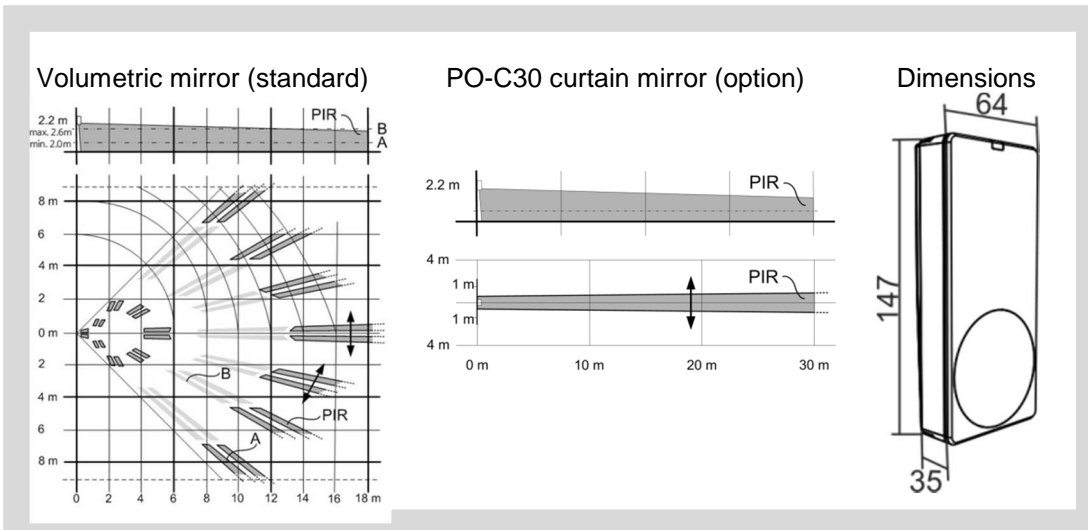 Volumetric mirror (standard)
2.2 m
max. 2.6m
min. 2.0m
PIR
B
A
8 m
6
4 m
2
0 m
2
4 m
6
8 m
B
PIR
A
0 2 4 6 8 10 12 14 16 18 m
PO-C30 curtain mirror (option)
2.2 m
PIR
4 m
1 m
1 m
4 m
PIR
0 m 10 m 20 m 30 m
Dimensions
64
147
35